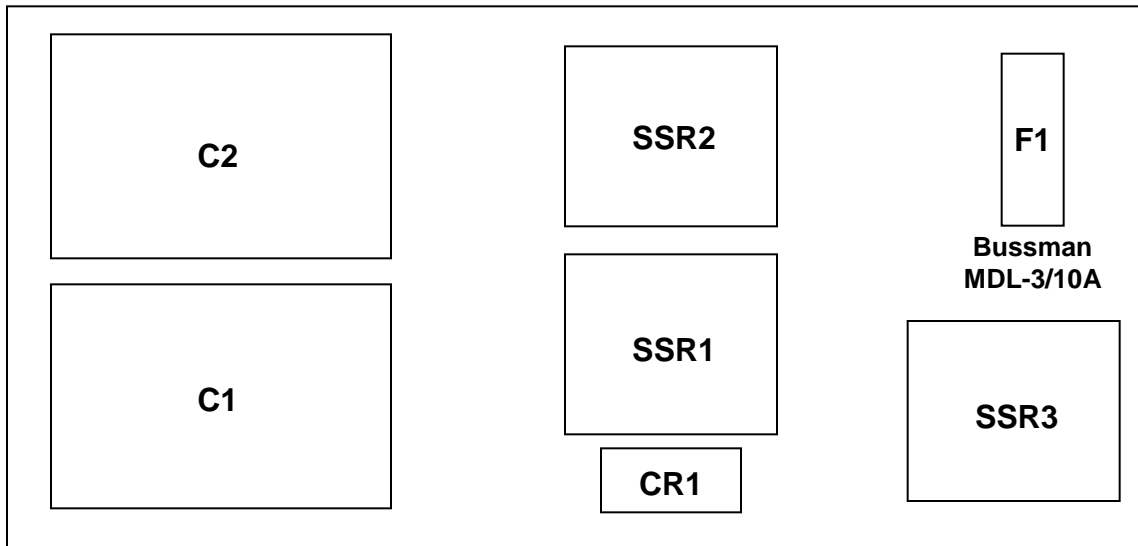 C2
SSR2
F1
Bussman
MDL-3/10A
C1
SSR1
SSR3
CR1